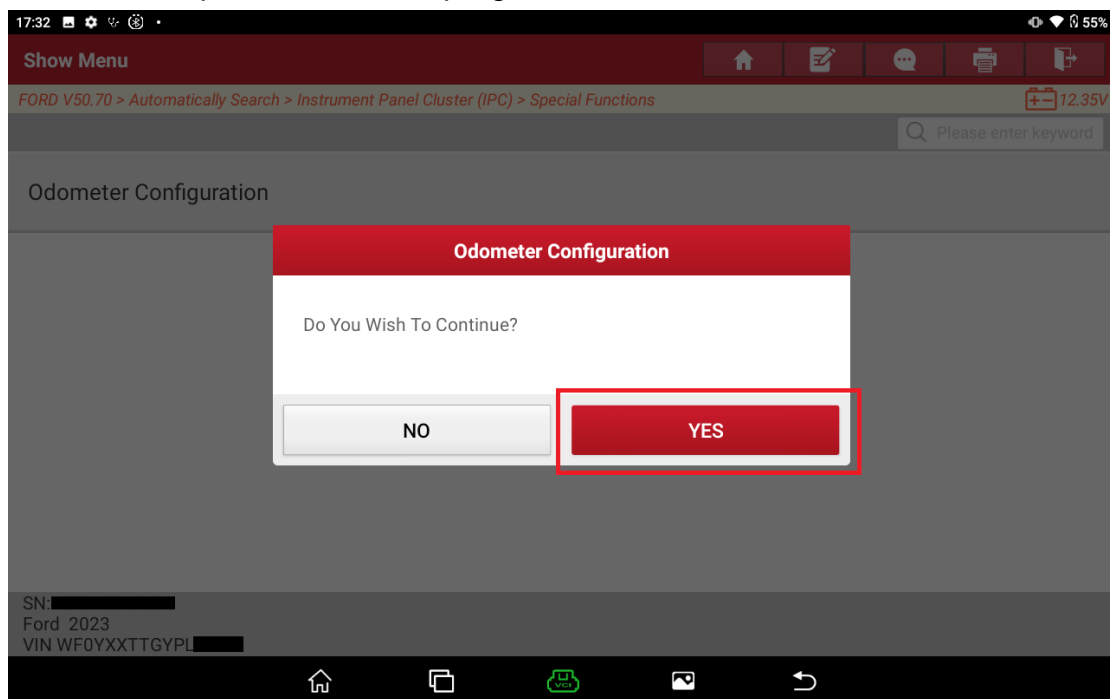 17:32
55%
Show Menu
FORD V50.70 > Automatically Search > Instrument Panel Cluster (IPC) > Special Functions
12.35V
Please enter keyword
Odometer Configuration
Odometer Configuration
Do You Wish To Continue?
NO
YES
SN:
Ford 2023
VIN WF0YXXTTGYPL
VCI